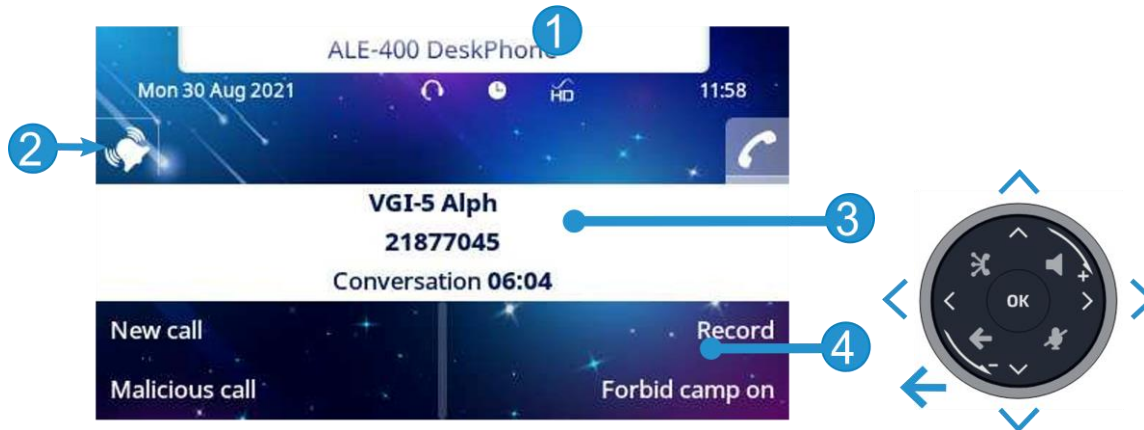 1
ALE-400 DeskPhone
Mon 30 Aug 2021 HD 11:58
2
VGI-5 Alph
21877045
3
Conversation 06:04
New call Record
4
Malicious call Forbid camp on
+
OK
-